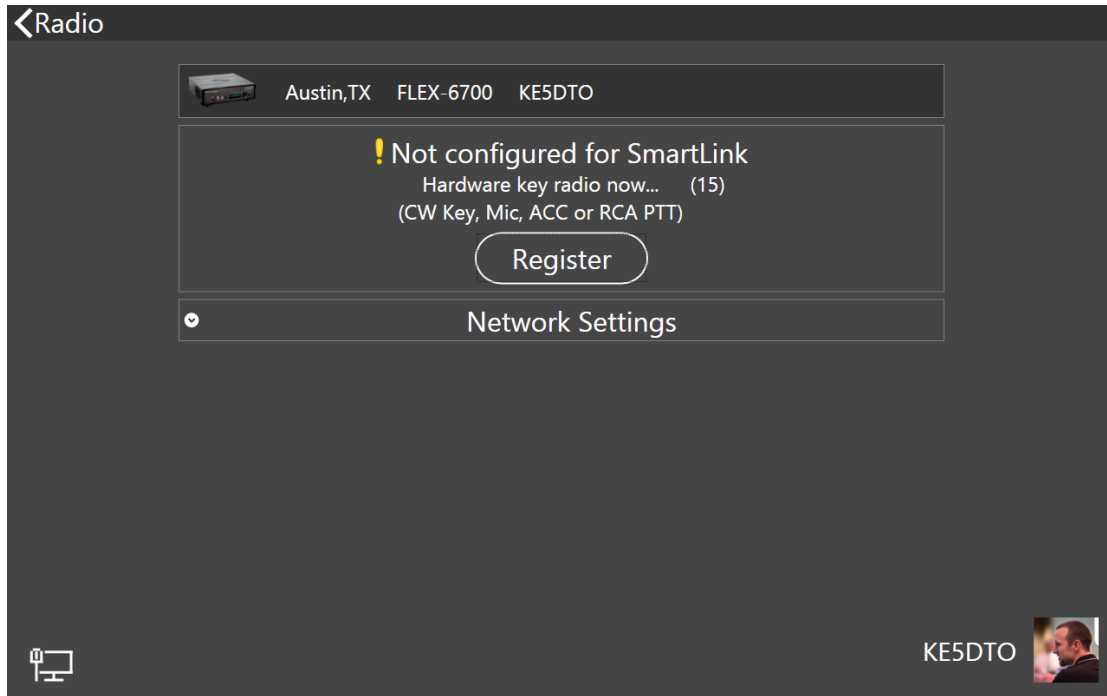 Radio
Austin,TX FLEX-6700 KE5DTO
Not configured for SmartLink
Hardware key radio now... (15)
(CW Key, Mic, ACC or RCA PTT)
Register
Network Settings
KE5DTO